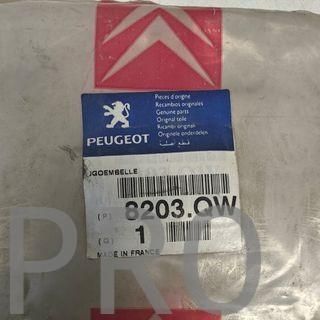 Pièces d'origine
Recambios originales
Genuine parts
Original teile
Ricambi originali
Originele onderdelen
قطع أصلية
PEUGEOT
OGOEMBELLE
(P) 8203.QW
(Q) 1
MADE IN FRANCE
PRO